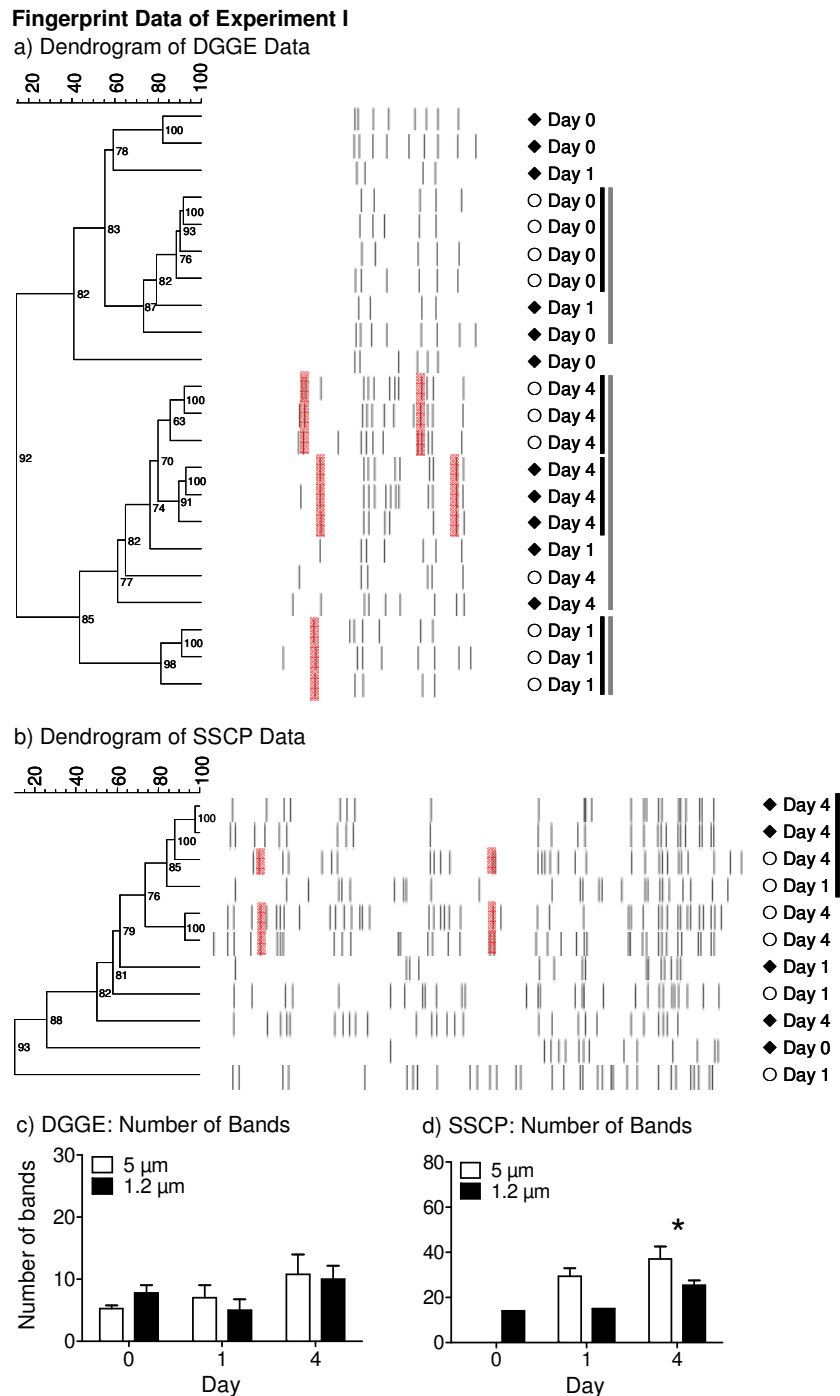 Fingerprint Data of Experiment I
a) Dendrogram of DGGE Data
20 40 60 80 100
◆ Day 0
100
◆ Day 0
78
◆ Day 1
○ Day 0
100
83
○ Day 0
93
○ Day 0
76
○ Day 0
82
82
87
◆ Day 1
◆ Day 0
◆ Day 0
○ Day 4
100
○ Day 4
63
○ Day 4
92
70
◆ Day 4
100
◆ Day 4
91
74
◆ Day 4
82
◆ Day 1
77
○ Day 4
◆ Day 4
85
○ Day 1
100
○ Day 1
98
○ Day 1
b) Dendrogram of SSCP Data
20 40 60 80 100
◆ Day 4
100
◆ Day 4
100
○ Day 4
85
○ Day 1
76
○ Day 4
100
79
○ Day 4
81
◆ Day 1
82
○ Day 1
88
◆ Day 4
93
◆ Day 0
○ Day 1
c) DGGE: Number of Bands
Number of bands
30
20
10
0
5 µm
1.2 µm
0 1 4
Day
d) SSCP: Number of Bands
80
60
40
20
0
5 µm
1.2 µm
*
0 1 4
Day